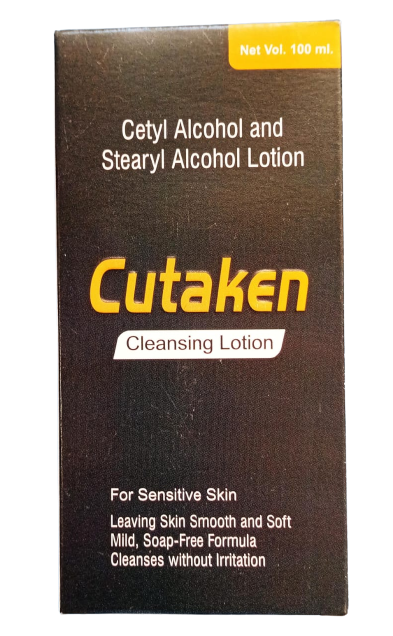 Net Vol. 100 ml.
Cetyl Alcohol and
Stearyl Alcohol Lotion
Cutaken
Cleansing Lotion
For Sensitive Skin
Leaving Skin Smooth and Soft
Mild, Soap-Free Formula
Cleanses without Irritation